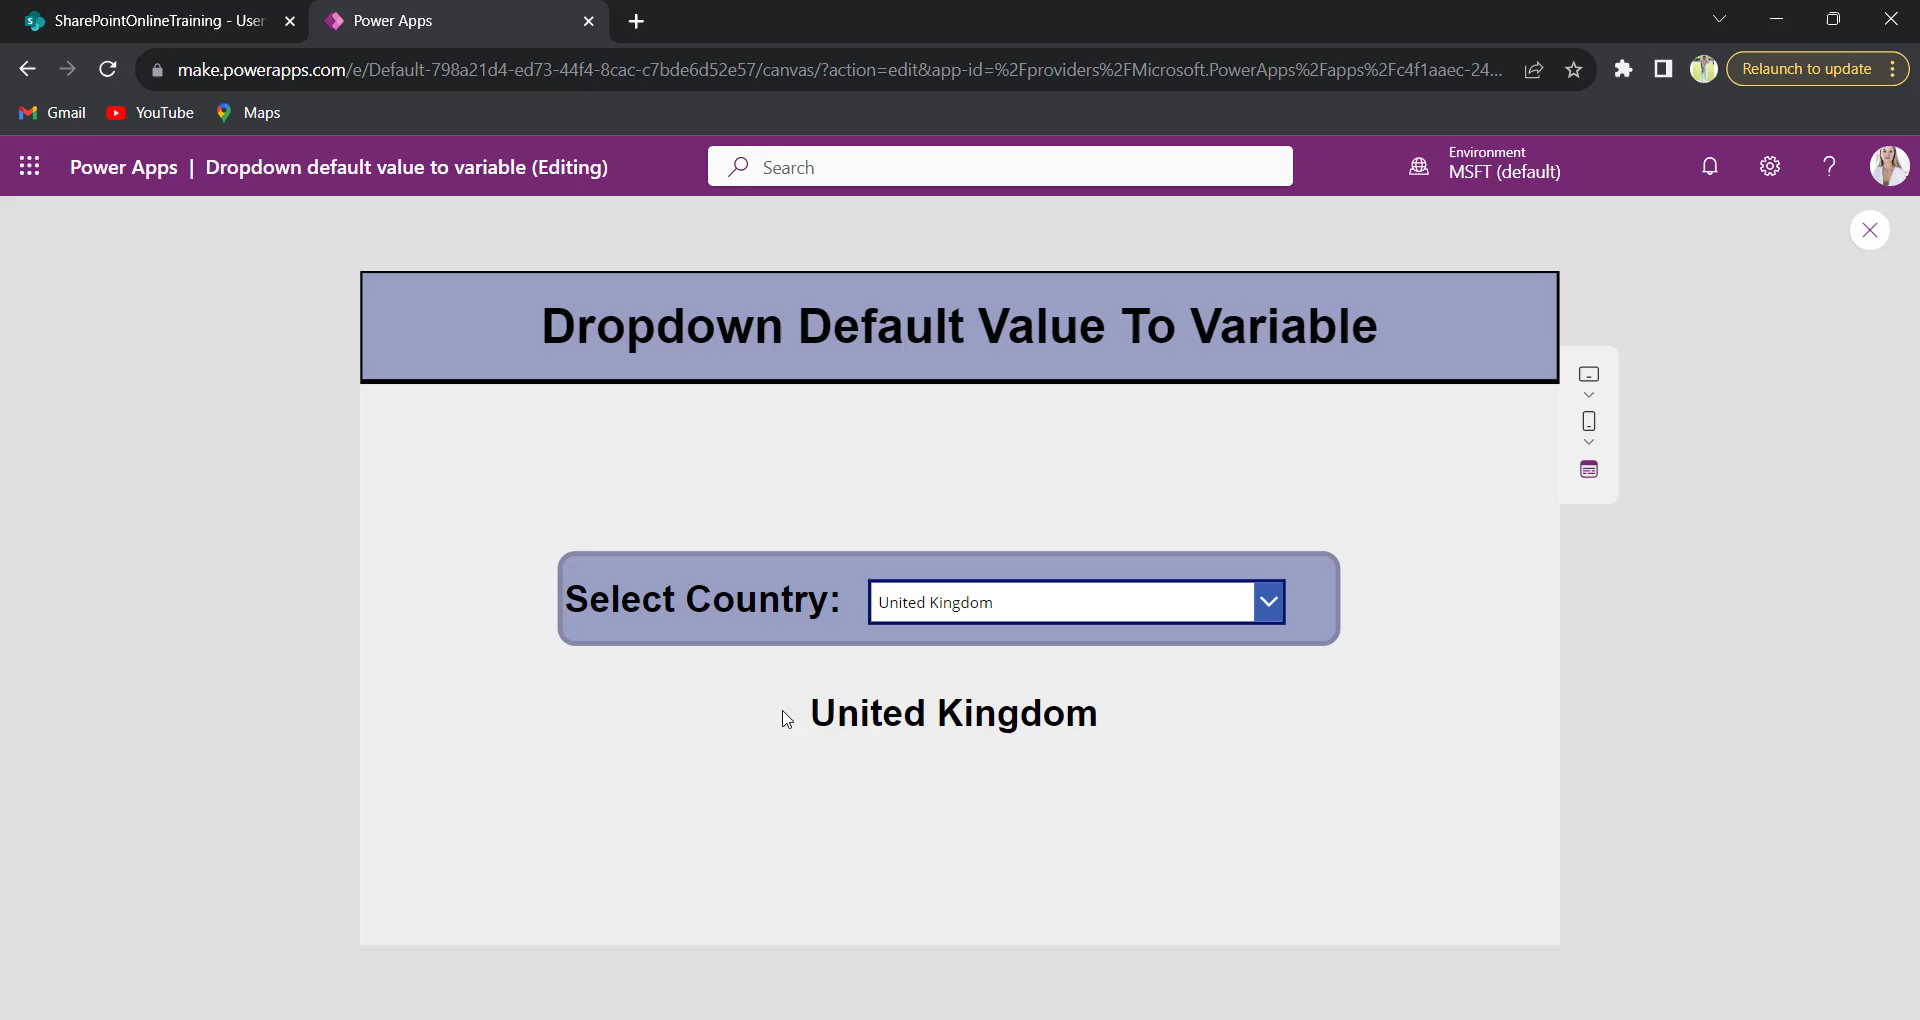 SharePointOnlineTraining - User
Power Apps
make.powerapps.com/e/Default-798a21d4-ed73-44f4-8cac-c7bde6d52e57/canvas/?action=edit&app-id=%2Fproviders%2FMicrosoft.PowerApps%2Fapps%2Fc4f1aaec-24...
Relaunch to update
Gmail
YouTube
Maps
Power Apps | Dropdown default value to variable (Editing)
Search
Environment
MSFT (default)
Dropdown Default Value To Variable
Select Country:
United Kingdom
United Kingdom